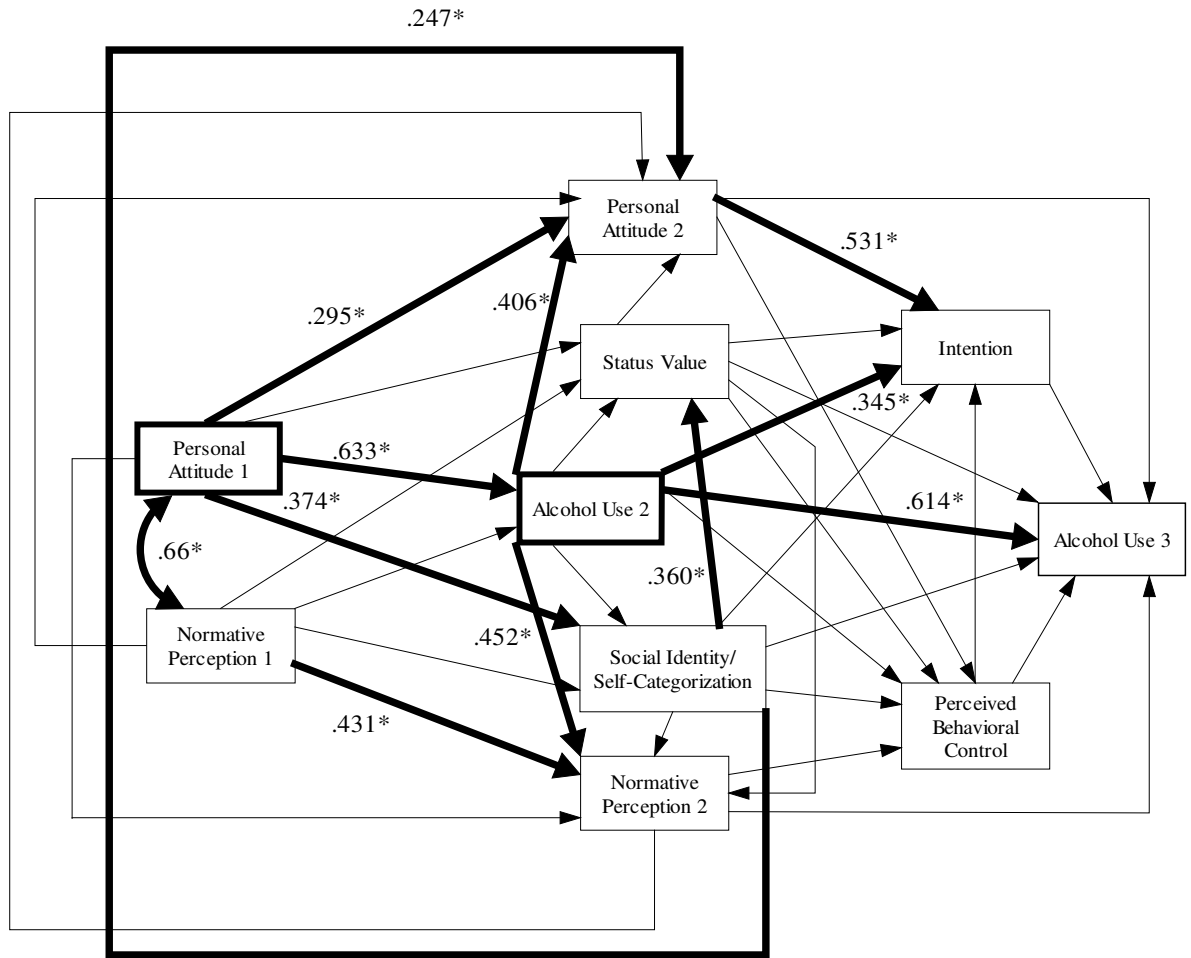 .247*
Personal
Attitude 2
.531*
.406*
.295*
Status Value
Intention
.345*
Personal
Attitude 1
.633*
.374*
Alcohol Use 2
.614*
Alcohol Use 3
.66*
.360*
Normative
Perception 1
.452*
Social Identity/
Self-Categorization
Perceived
Behavioral
Control
.431*
Normative
Perception 2